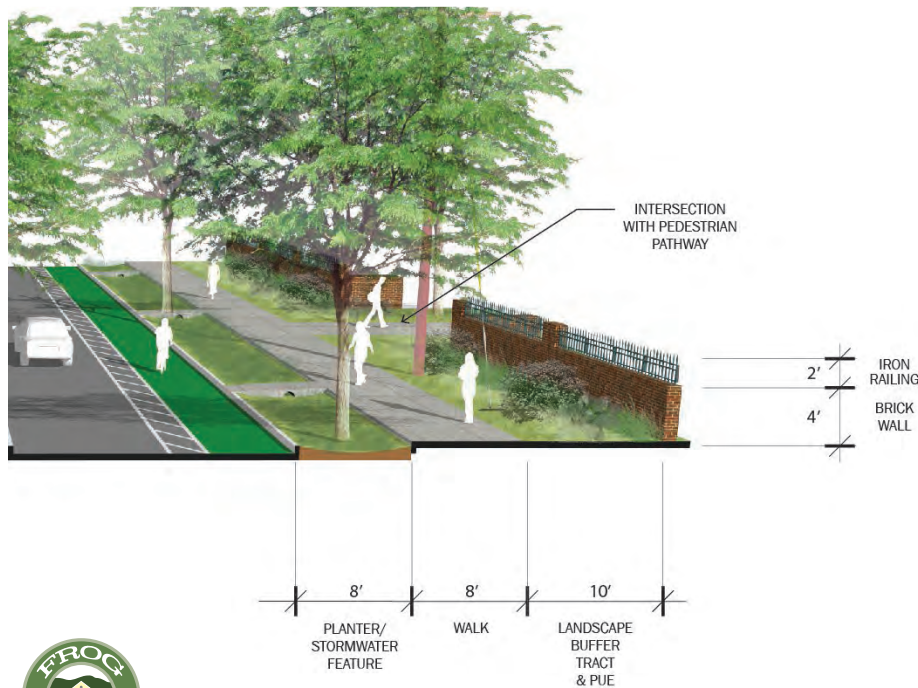 INTERSECTION
WITH PEDESTRIAN
PATHWAY
2'
IRON
RAILING
4'
BRICK
WALL
8'
8'
10'
PLANTER/
STORMWATER
FEATURE
WALK
LANDSCAPE
BUFFER
TRACT
& PUE
FROG